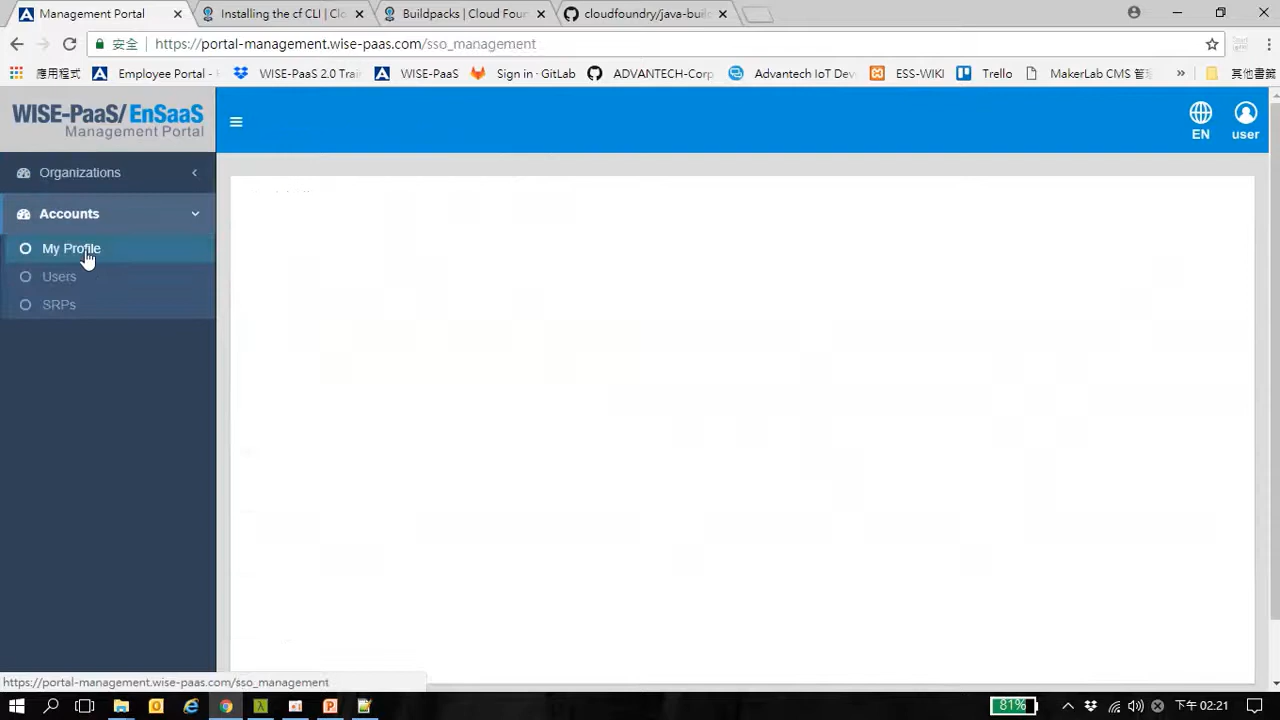 Management Portal
Installing the cf CLI | Clo
Buildpacks | Cloud Foun
cloudfoundry/java-buil
安全 https://portal-management.wise-paas.com/sso_management
應用程式
Employee Portal -
WISE-PaaS 2.0 Trai
WISE-PaaS
Sign in · GitLab
ADVANTECH-Corp
Advantech IoT Dev
ESS-WIKI
Trello
MakerLab CMS 管
»
其他書籤
WISE-PaaS/EnSaaS
Management Portal
EN
user
Organizations
Accounts
My Profile
Users
SRPs
https://portal-management.wise-paas.com/sso_management
81%
下午 02:21